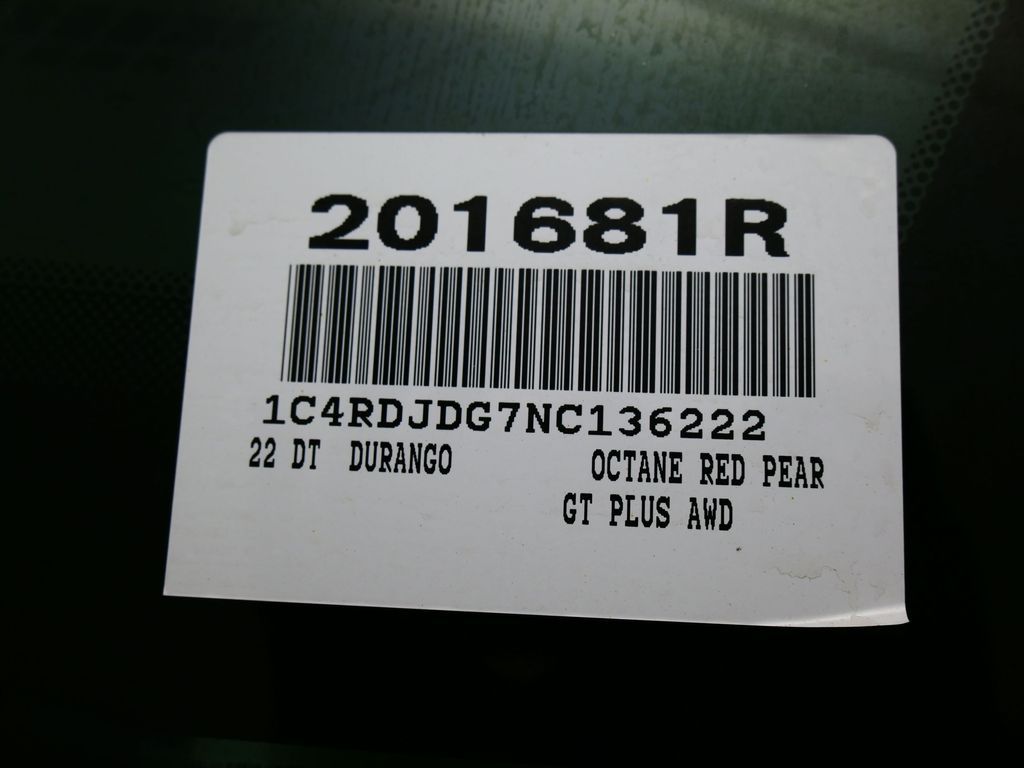 201681R
1C4RDJDG7NC136222
22 DT DURANGO OCTANE RED PEAR
GT PLUS AWD